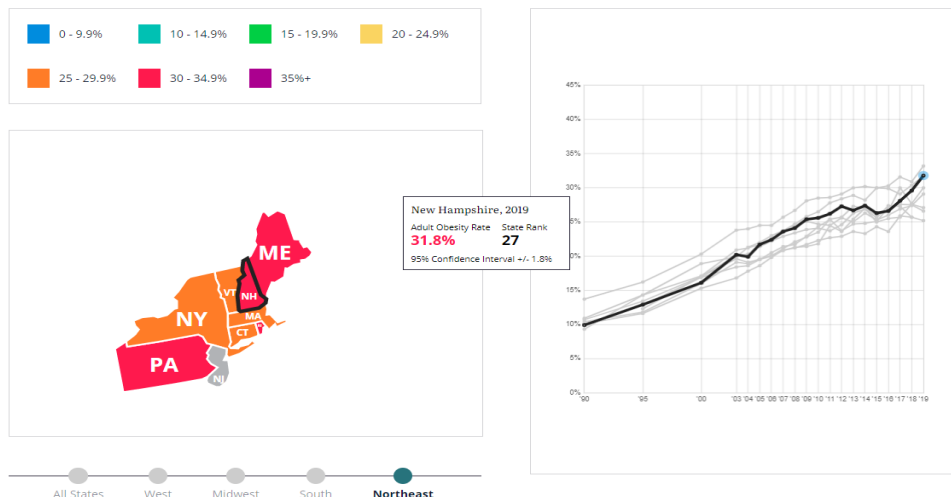 0 - 9.9%
10 - 14.9%
15 - 19.9%
20 - 24.9%
25 - 29.9%
30 - 34.9%
35%+
ME
VT
NH
NY
MA
CT
PA
NJ
New Hampshire, 2019
Adult Obesity Rate State Rank
31.8% 27
95% Confidence Interval +/- 1.8%
45%
40%
35%
30%
25%
20%
15%
10%
5%
0%
'90 '95 '00 '03 '04 '05 '06 '07 '08 '09 '10 '11 '12 '13 '14 '15 '16 '17 '18 '19
All States West Midwest South Northeast